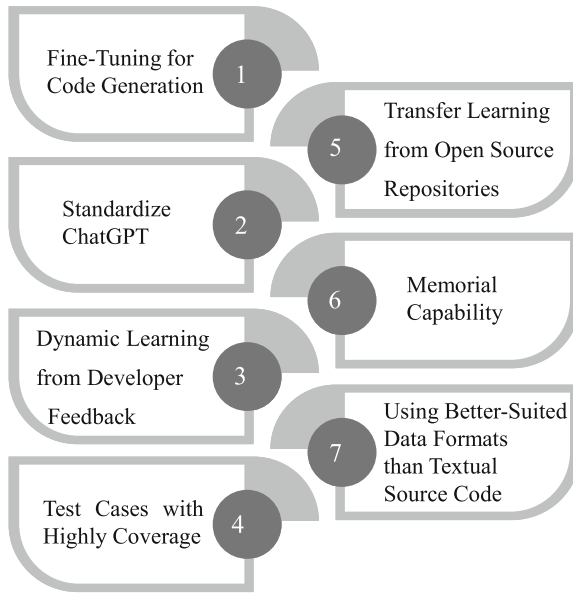 Fine-Tuning for
Code Generation
1
Standardize
ChatGPT
2
Dynamic Learning
from Developer
Feedback
3
Test Cases with
Highly Coverage
4
Transfer Learning
from Open Source
Repositories
5
Memorial
Capability
6
Using Better-Suited
Data Formats
than Textual
Source Code
7